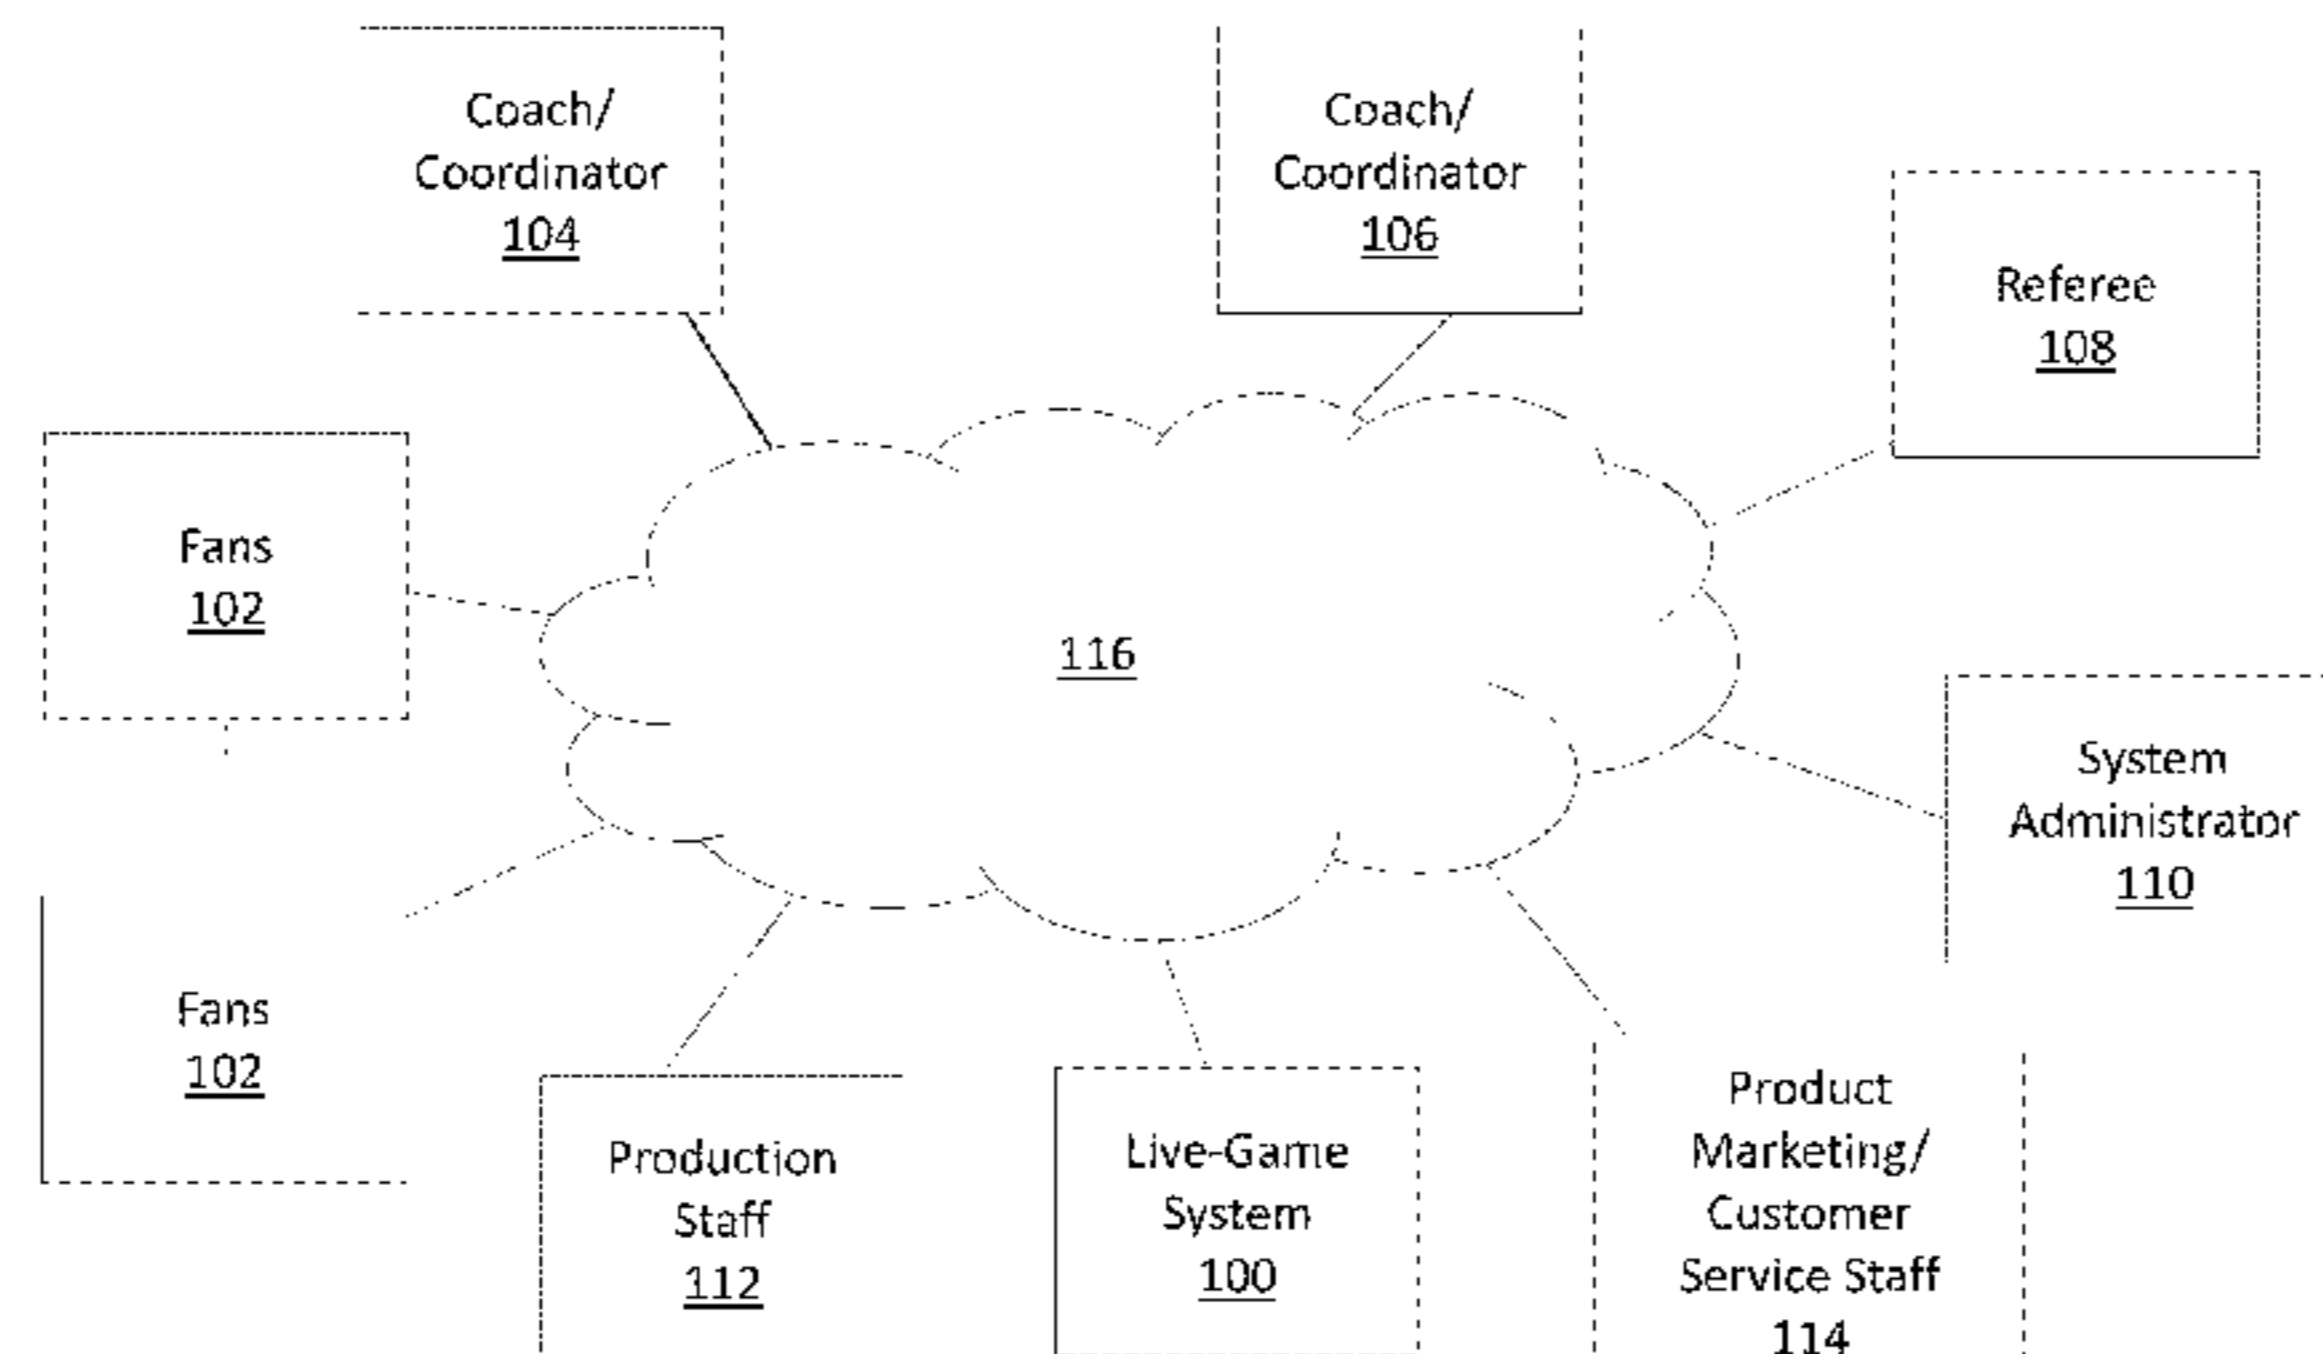 Coach/
Coordinator
104
Coach/
Coordinator
106
Referee
108
Fans
102
116
System
Administrator
110
Fans
102
Production
Staff
112
Live-Game
System
100
Product
Marketing/
Customer
Service Staff
114